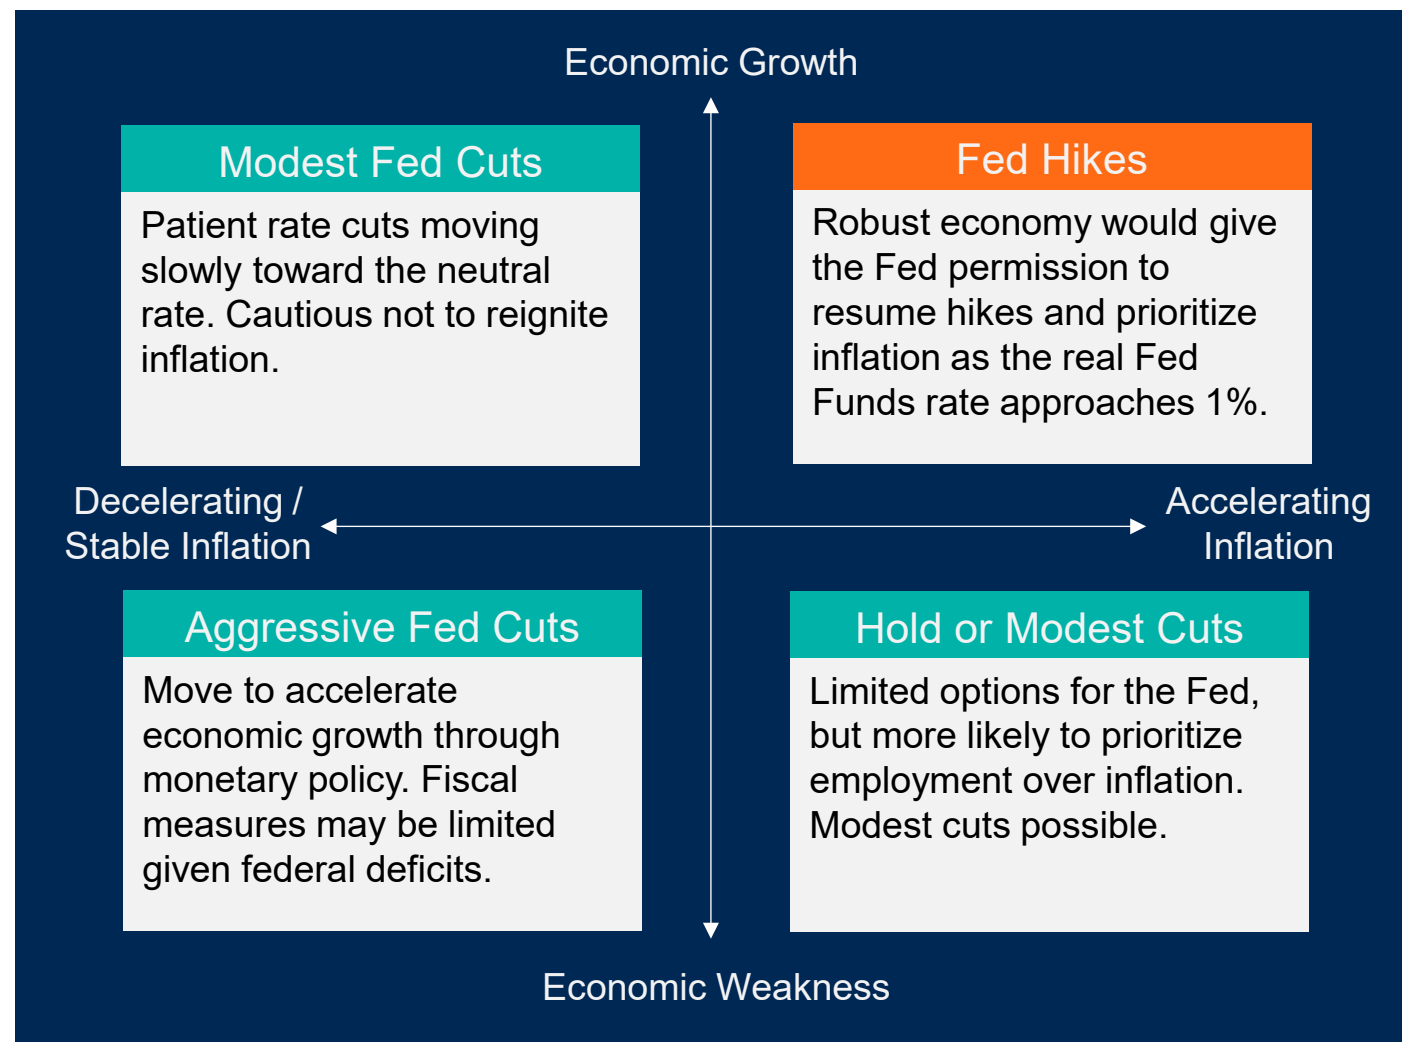 Economic Growth
Modest Fed Cuts
Patient rate cuts moving
slowly toward the neutral
rate. Cautious not to reignite
inflation.
Fed Hikes
Robust economy would give
the Fed permission to
resume hikes and prioritize
inflation as the real Fed
Funds rate approaches 1%.
Decelerating /
Stable Inflation
Accelerating
Inflation
Aggressive Fed Cuts
Move to accelerate
economic growth through
monetary policy. Fiscal
measures may be limited
given federal deficits.
Hold or Modest Cuts
Limited options for the Fed,
but more likely to prioritize
employment over inflation.
Modest cuts possible.
Economic Weakness